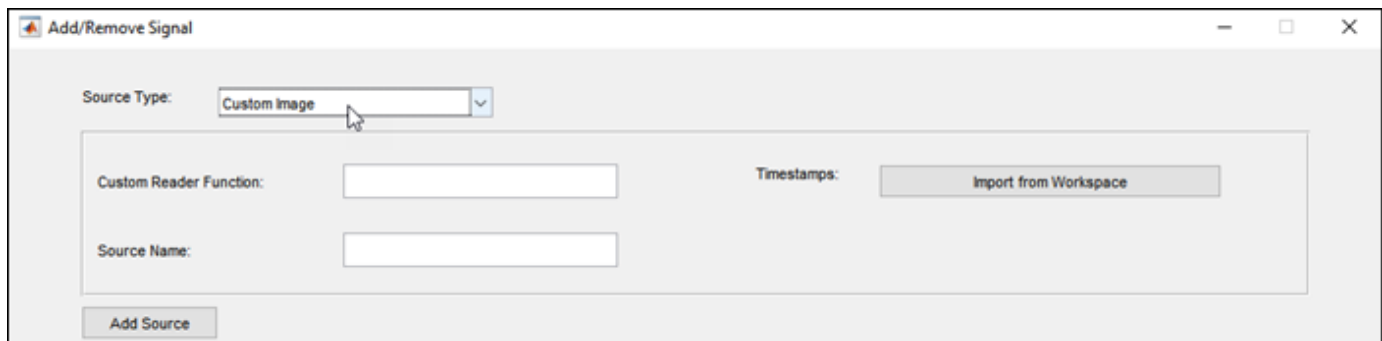 Add/Remove Signal
Source Type: Custom Image
Custom Reader Function: Timestamps: Import from Workspace
Source Name:
Add Source